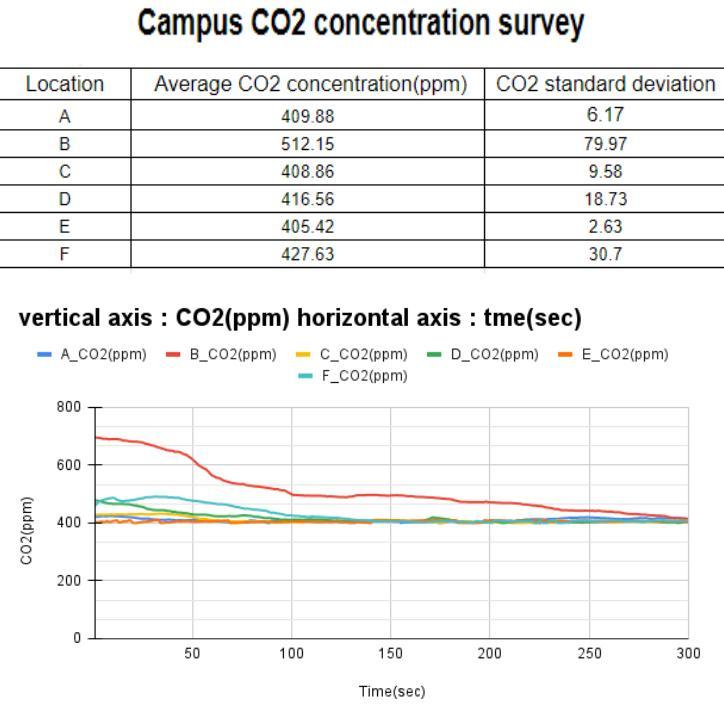 Campus CO2 concentration survey
Location Average CO2 concentration(ppm) CO2 standard deviation
A 409.88 6.17
B 512.15 79.97
C 408.86 9.58
D 416.56 18.73
E 405.42 2.63
F 427.63 30.7
vertical axis : CO2(ppm) horizontal axis : tme(sec)
A_CO2(ppm) B_CO2(ppm) C_CO2(ppm) D_CO2(ppm) E_CO2(ppm)
F_CO2(ppm)
800
600
400
200
0
CO2(ppm)
50 100 150 200 250 300
Time(sec)